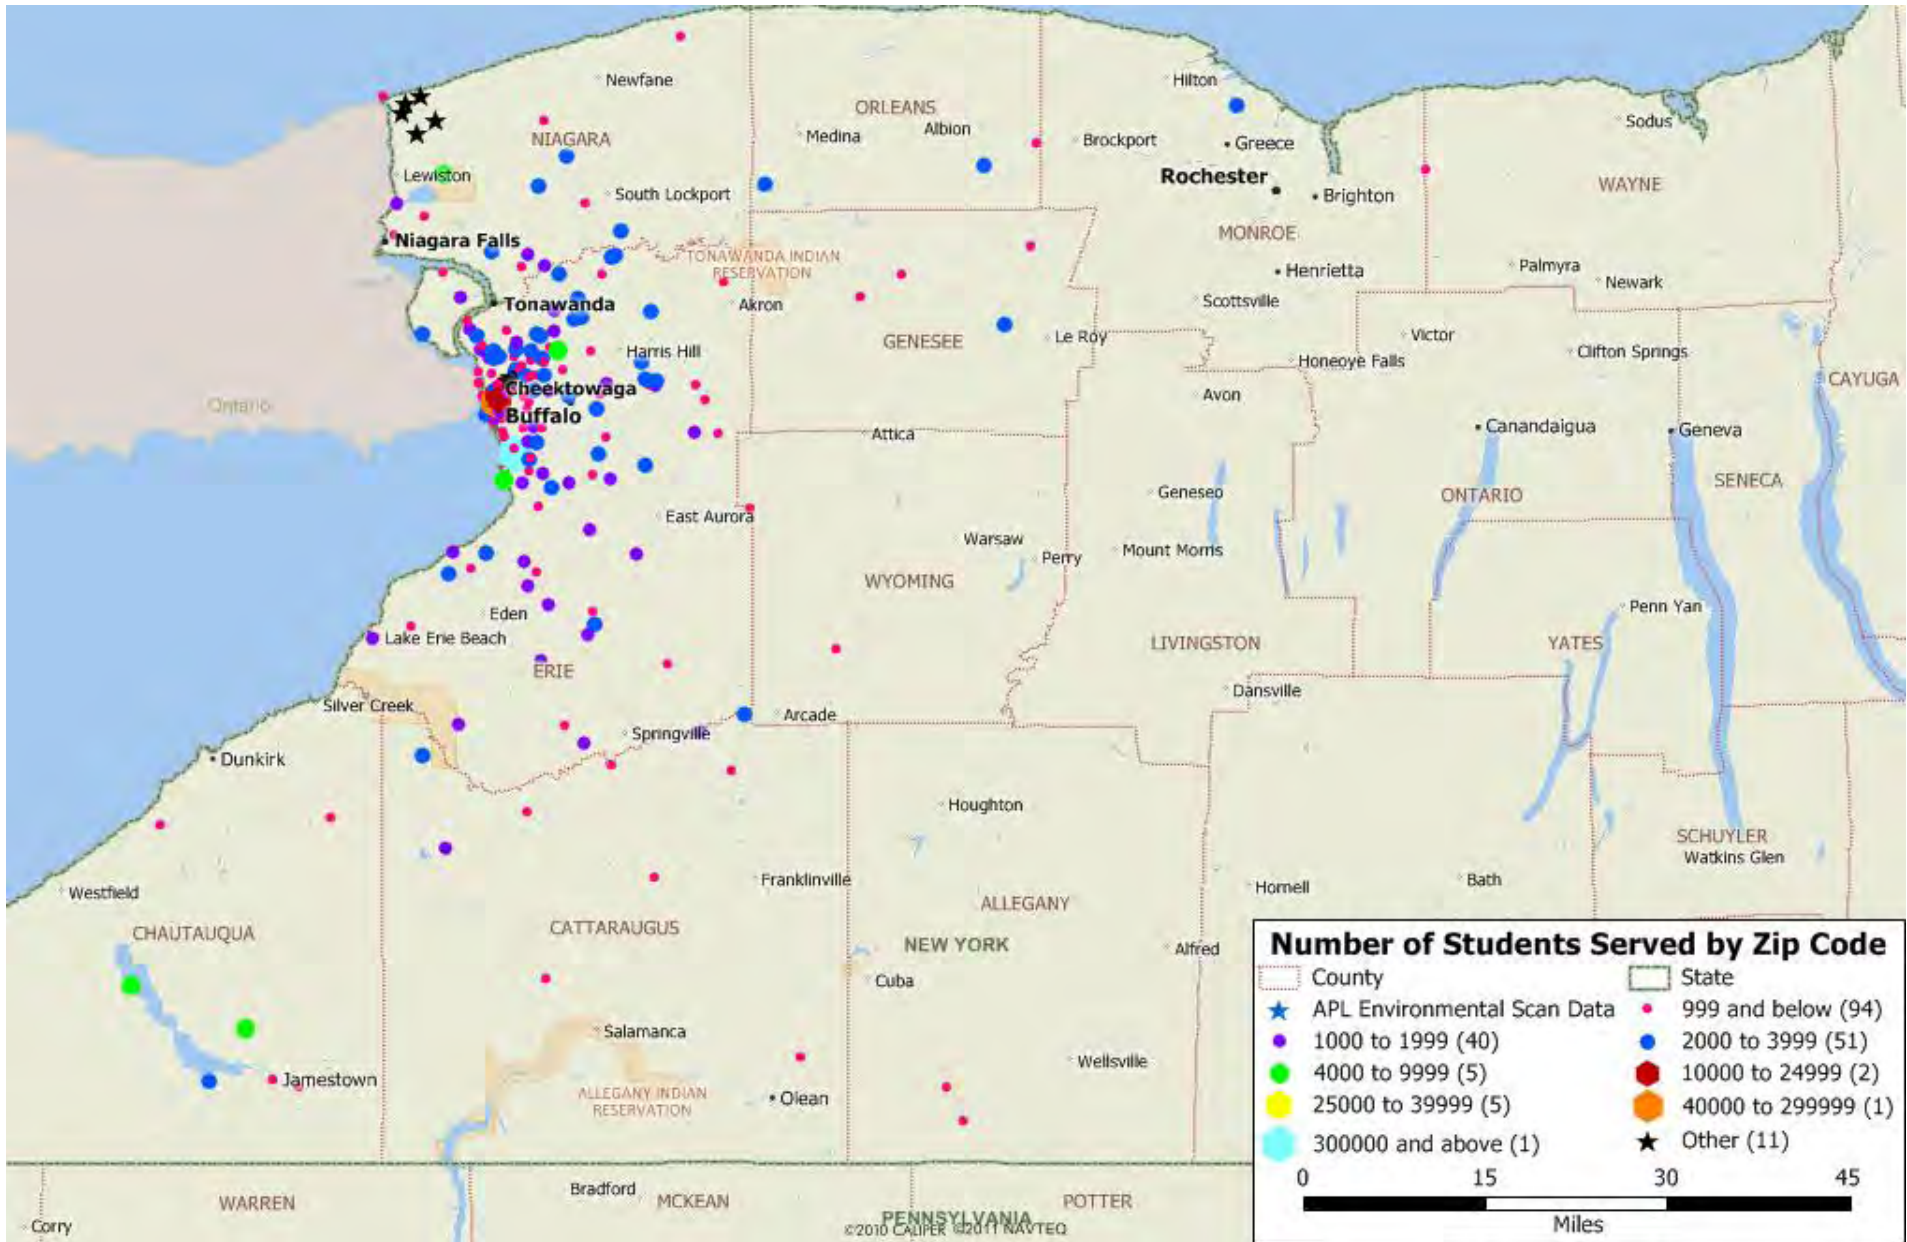 Newfane
Hilton
ORLEANS
NIAGARA
Medina
Albion
Brockport
Greece
Sodus
Lewiston
South Lockport
Rochester
Brighton
WAYNE
Niagara Falls
MONROE
TONAWANDA INDIAN
RESERVATION
Henrietta
Palmyra
Newark
Tonawanda
Akron
Scottsville
GENESEE
Le Roy
Victor
Harris Hill
Honeoye Falls
Clifton Springs
CAYUGA
Cheektowaga
Ontario
Buffalo
Avon
Attica
Canandaigua
Geneva
SENECA
Geneseo
ONTARIO
East Aurora
Warsaw
Perry
Mount Morris
WYOMING
Eden
Penn Yan
Lake Erie Beach
LIVINGSTON
YATES
ERIE
Silver Creek
Dansville
Arcade
Springville
Dunkirk
Houghton
SCHUYLER
Watkins Glen
Westfield
Franklinville
Hornell
Bath
CHAUTAUQUA
CATTARAUGUS
ALLEGANY
NEW YORK
Alfred
Cuba
Salamanca
Wellsville
Jamestown
ALLEGANY INDIAN
RESERVATION
Olean
Bradford
WARREN
MCKEAN
POTTER
PENNSYLVANIA
Corry
©2010 CALIPER ©2011 NAVTEQ
Number of Students Served by Zip Code
County
State
APL Environmental Scan Data
999 and below (94)
1000 to 1999 (40)
2000 to 3999 (51)
4000 to 9999 (5)
10000 to 24999 (2)
25000 to 39999 (5)
40000 to 299999 (1)
300000 and above (1)
Other (11)
0 15 30 45
Miles